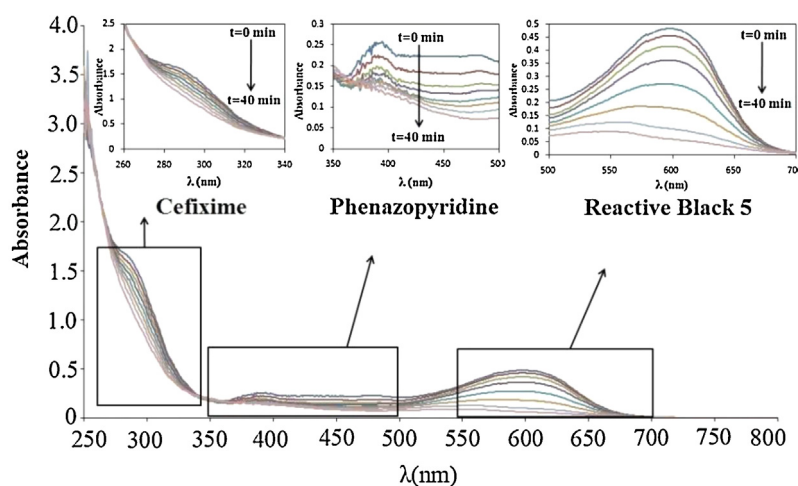 2.5
2
1.5
1
0.5
0
Absorbance
t=0 min
t=40 min
260 280 300 320 340
λ (nm)
Cefixime
0.3
0.25
0.2
0.15
0.1
0.05
0
Absorbance
t=0 min
t=40 min
350 400 450 500
λ (nm)
Phenazopyridine
0.5
0.45
0.4
0.35
0.3
0.25
0.2
0.15
0.1
0.05
0
Absorbance
t=0 min
t=40 min
500 550 600 650 70
λ (nm)
Reactive Black 5
4.0
3.5
3.0
2.5
2.0
1.5
1.0
0.5
0
Absorbance
250 300 350 400 450 500 550 600 650 700 750 800
λ(nm)